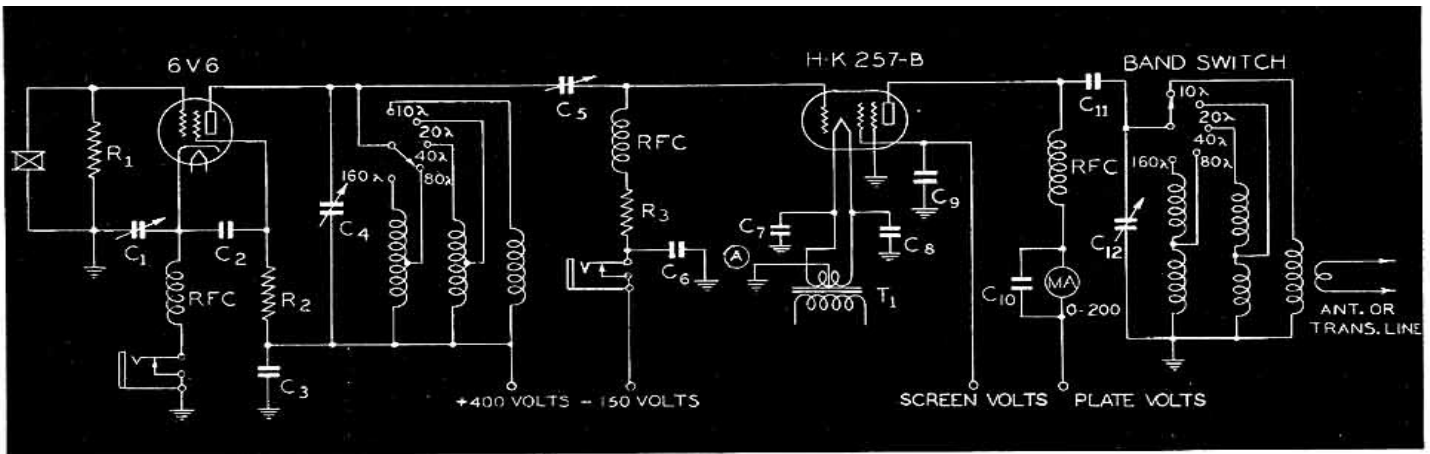 6V6
HK257-B
BAND SWITCH
R1
C1
C2
RFC
R2
C3
C4
10λ
20λ
40λ
80λ
160λ
C5
RFC
R3
C6
+400 VOLTS
-150 VOLTS
C7
C8
A
T1
C9
SCREEN VOLTS
C11
RFC
C10
MA
0-200
PLATE VOLTS
10λ
20λ
40λ
80λ
160λ
C12
ANT. OR
TRANS. LINE